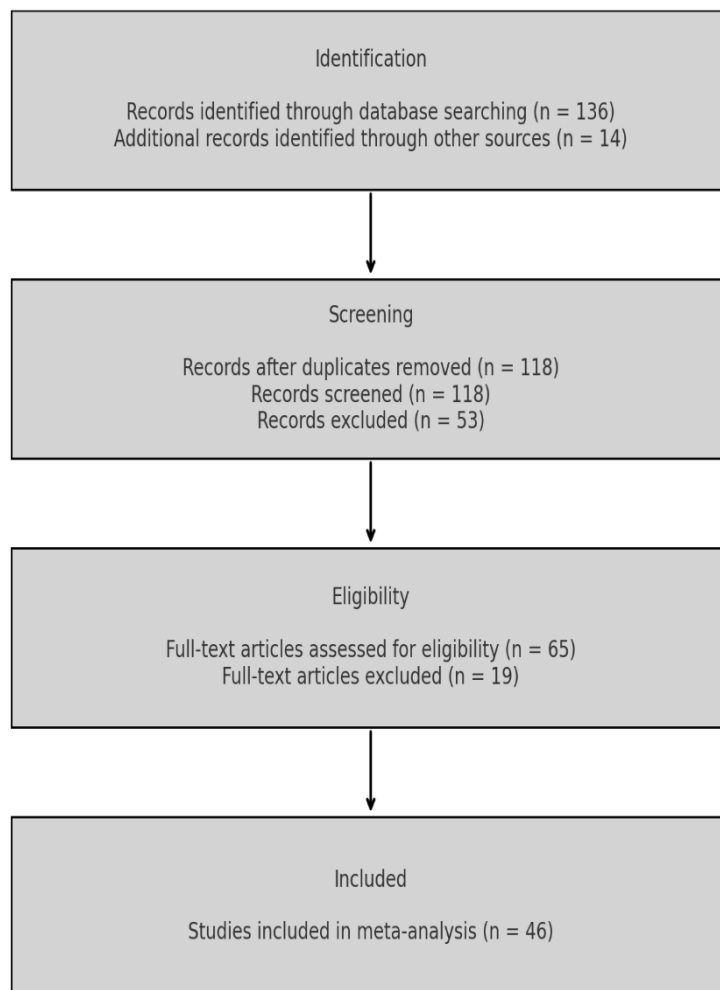 Identification
Records identified through database searching (n = 136)
Additional records identified through other sources (n = 14)
Screening
Records after duplicates removed (n = 118)
Records screened (n = 118)
Records excluded (n = 53)
Eligibility
Full-text articles assessed for eligibility (n = 65)
Full-text articles excluded (n = 19)
Included
Studies included in meta-analysis (n = 46)